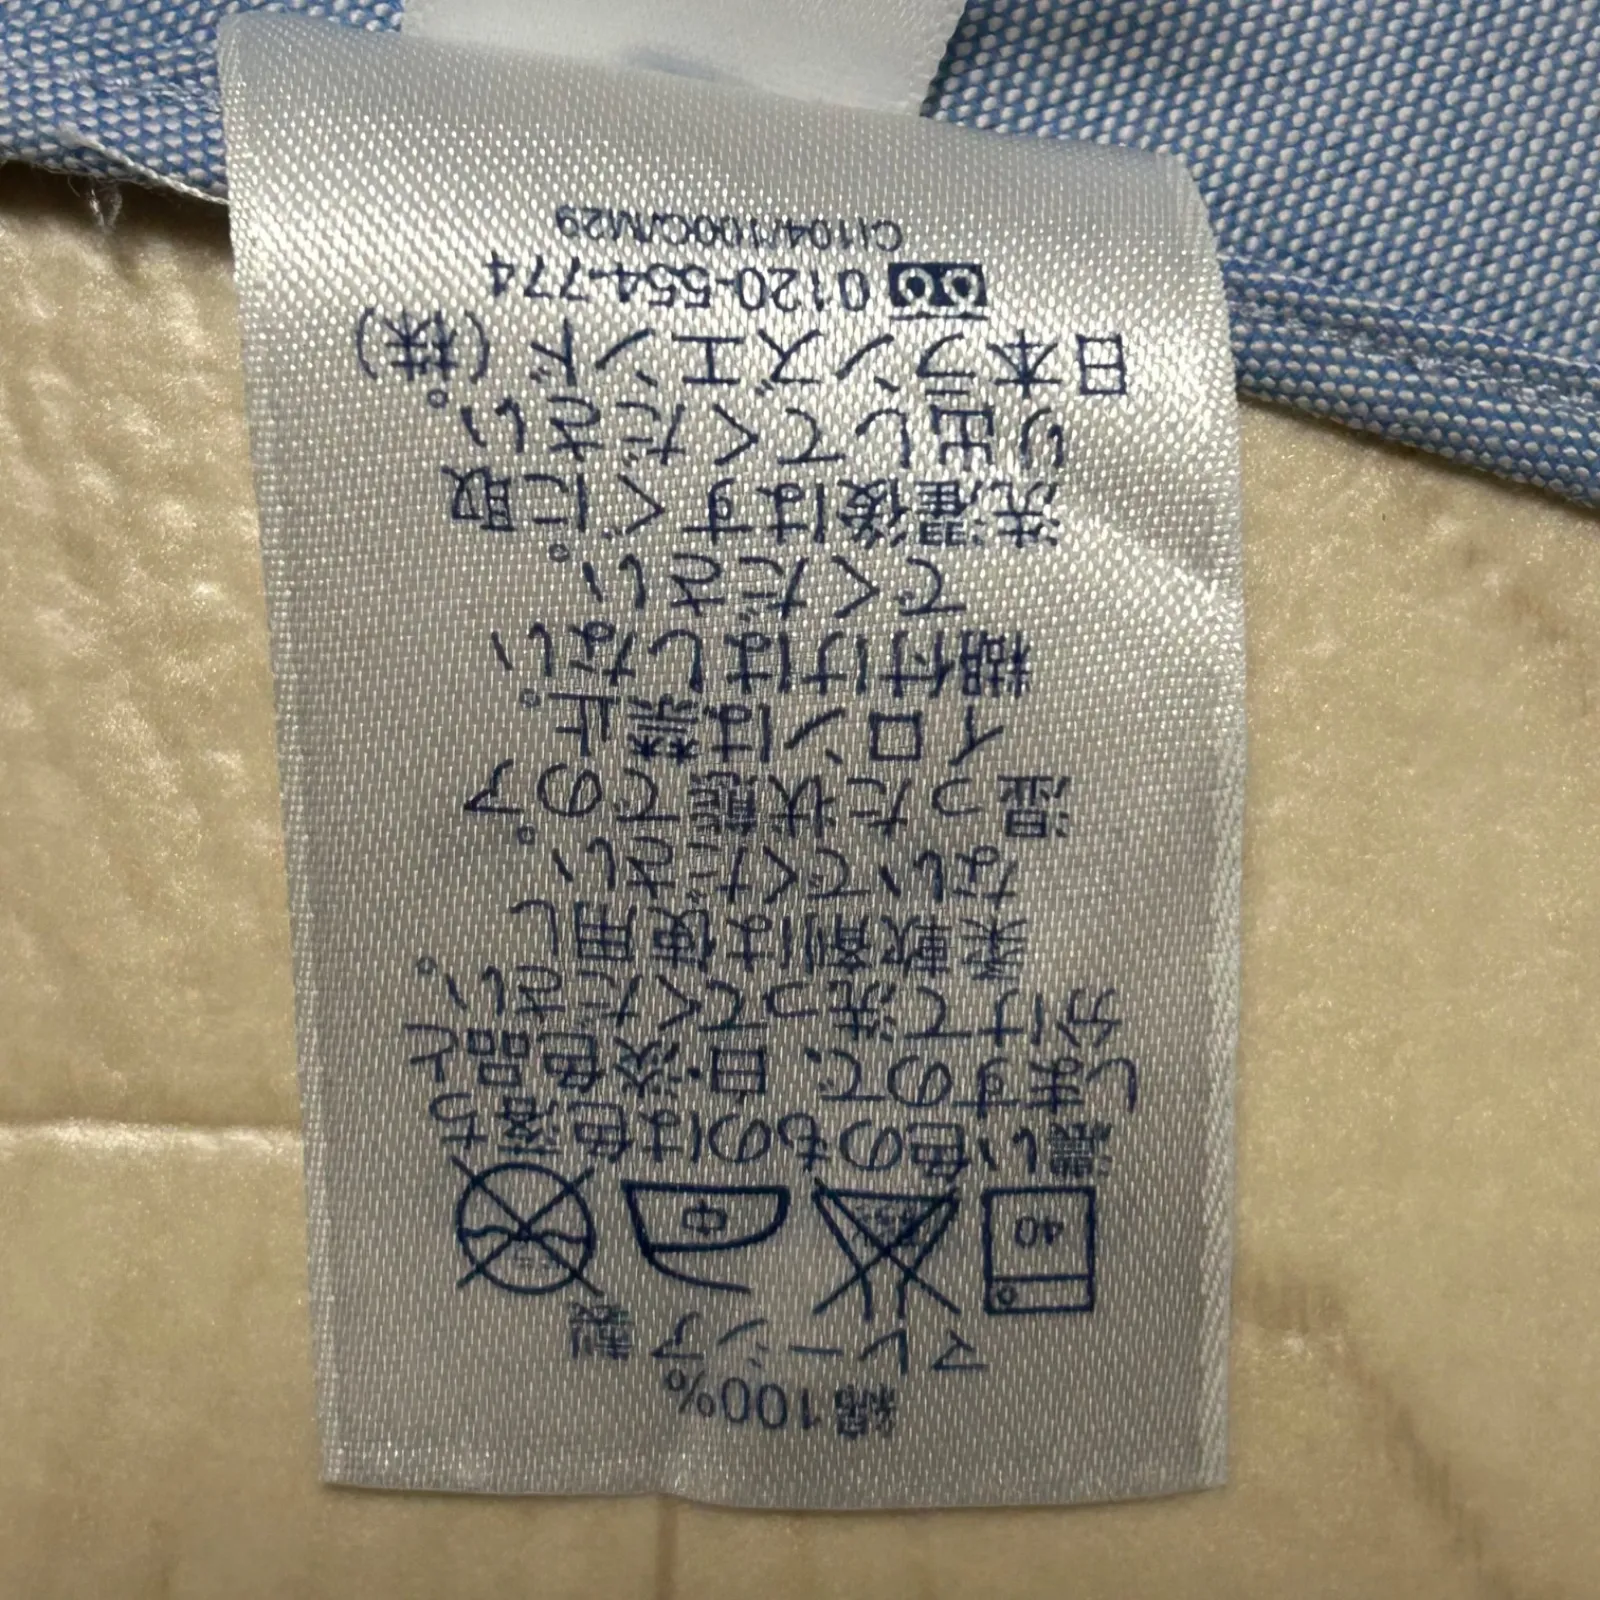 綿100%
マレーシア製
40
中
濃い色のものは色落ち
しますので、白・淡色品と
分けて洗ってください。
柔軟剤は使用し
ないでください。
湿った状態でのア
イロンは禁止。
糊付けはしない
でください。
洗濯後はすぐに取
り出してください。
日本ランズエンド(株)
0120-554-774
CI104/100C/M29